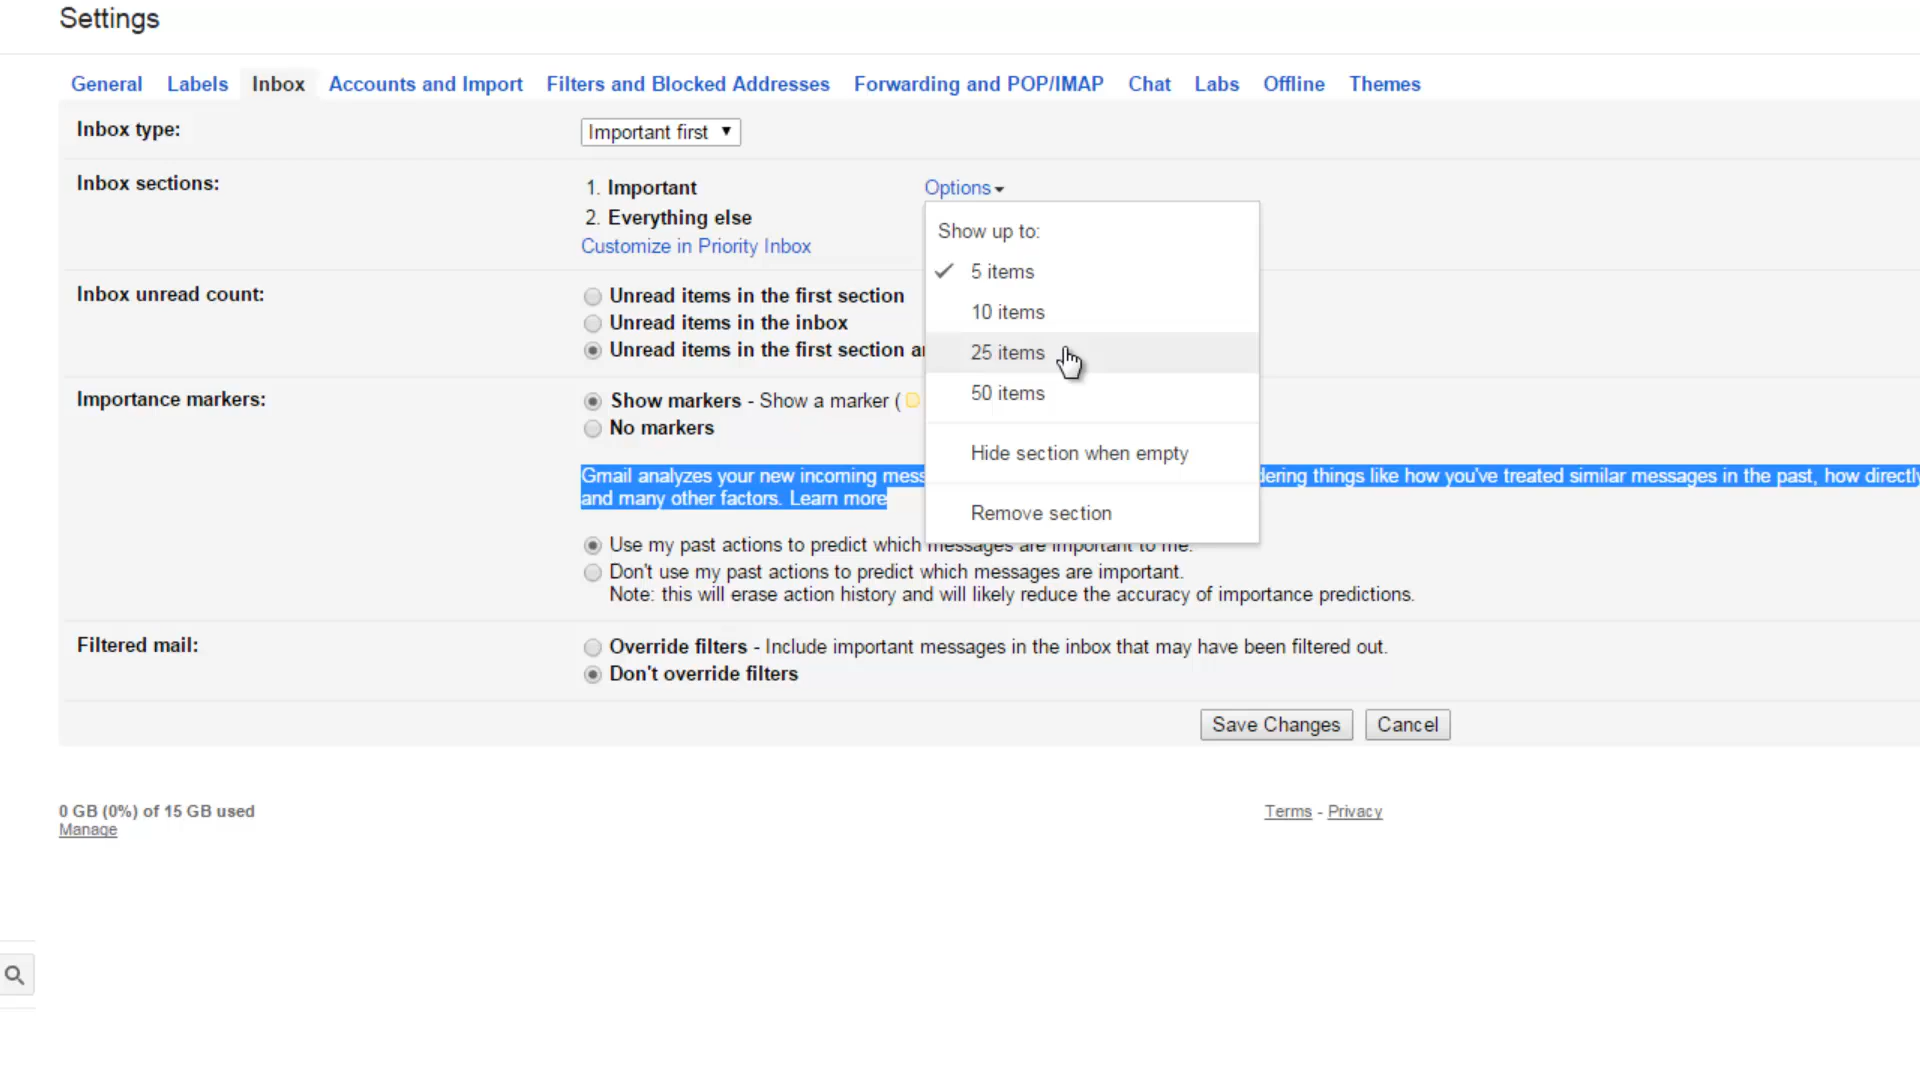 Settings
General Labels Inbox Accounts and Import Filters and Blocked Addresses Forwarding and POP/IMAP Chat Labs Offline Themes
Inbox type:
Important first
Inbox sections:
1. Important
2. Everything else
Customize in Priority Inbox
Options
Show up to:
5 items
10 items
25 items
50 items
Hide section when empty
Remove section
Inbox unread count:
Unread items in the first section
Unread items in the inbox
Unread items in the first section
Importance markers:
Show markers - Show a marker (
No markers
Gmail analyzes your new incoming things like how you've treated similar messages in the past, how directly
and many other factors. Learn more
Use my past actions to predict which messages are important to me.
Don't use my past actions to predict which messages are important.
Note: this will erase action history and will likely reduce the accuracy of importance predictions.
Filtered mail:
Override filters - Include important messages in the inbox that may have been filtered out.
Don't override filters
Save Changes Cancel
0 GB (0%) of 15 GB used
Manage
Terms - Privacy